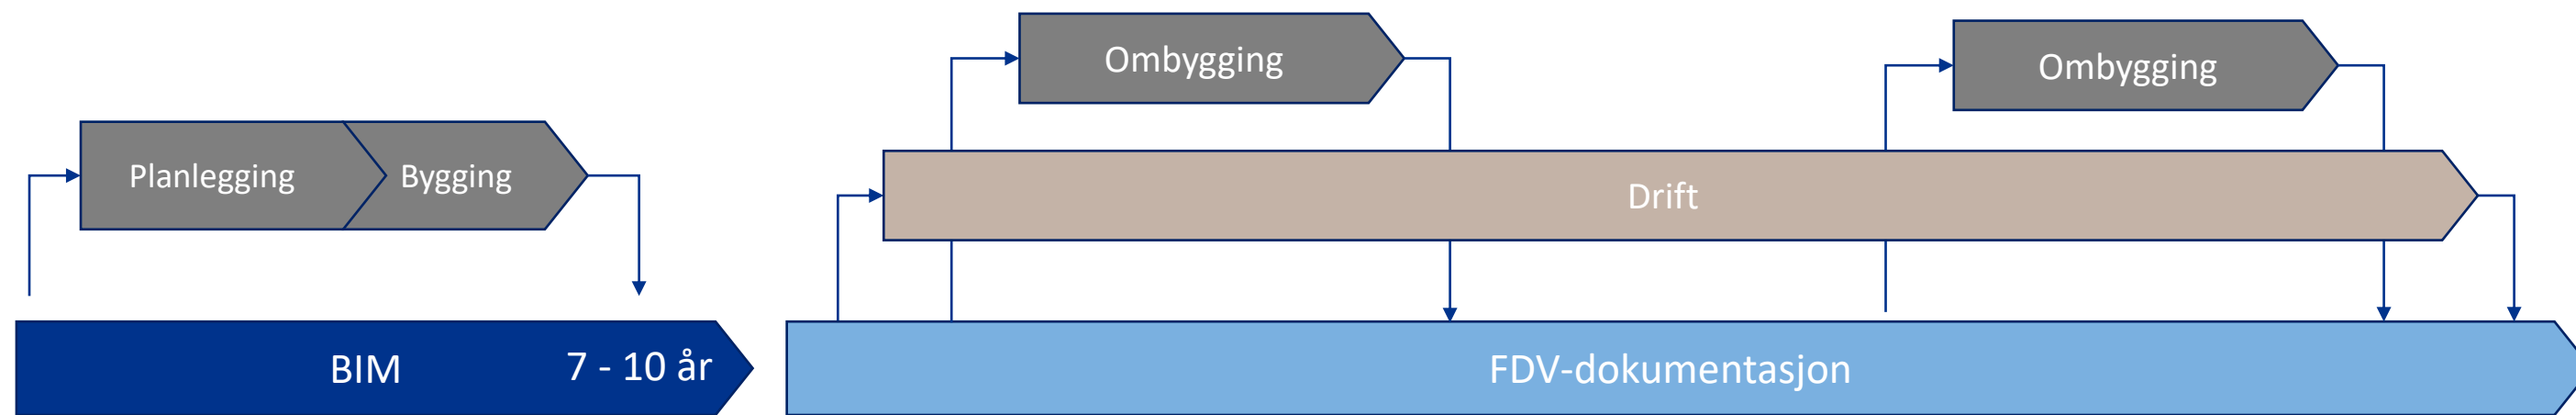 Ombygging
Ombygging
Planlegging
Bygging
Drift
BIM
7 - 10 år
FDV-dokumentasjon